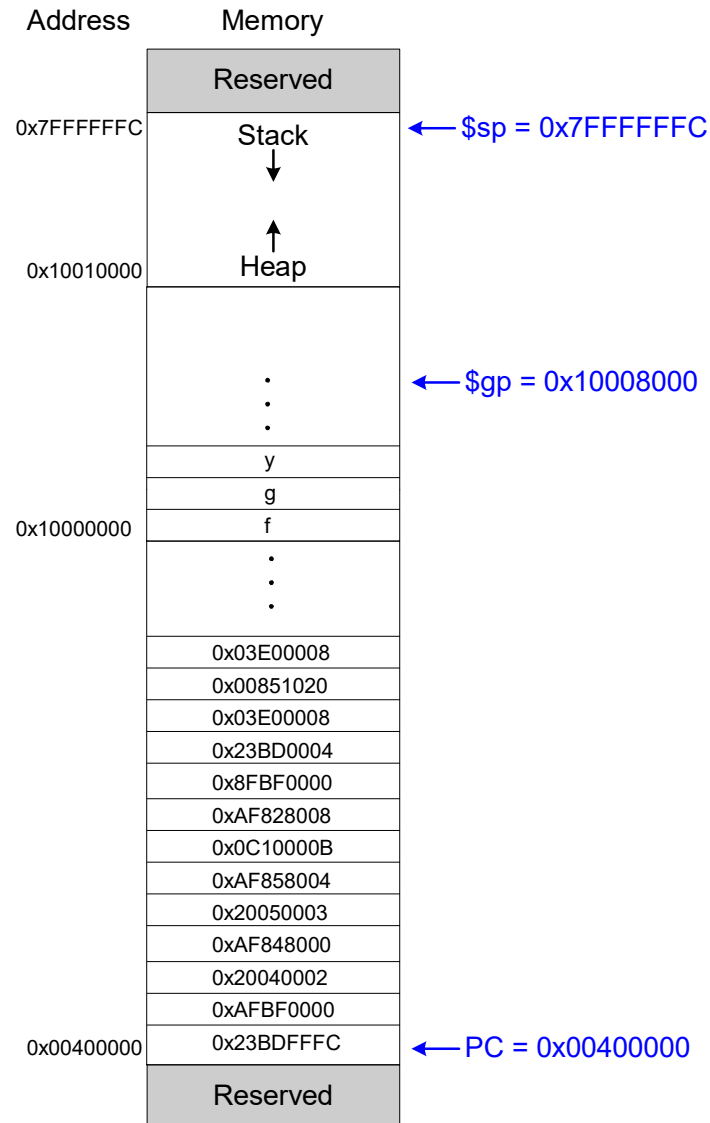 Address Memory
Reserved
0x7FFFFFFC Stack $sp = 0x7FFFFFFC
0x10010000 Heap
$gp = 0x10008000
y
g
0x10000000 f
0x03E00008
0x00851020
0x03E00008
0x23BD0004
0x8FBF0000
0xAF828008
0x0C10000B
0xAF858004
0x20050003
0xAF848000
0x20040002
0xAFBF0000
0x00400000 0x23BDFFFC PC = 0x00400000
Reserved